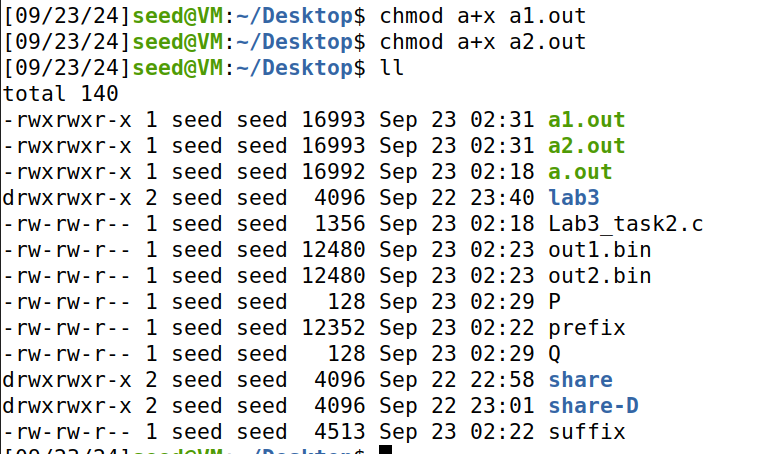 [09/23/24]seed@VM:~/Desktop$ chmod a+x a1.out
[09/23/24]seed@VM:~/Desktop$ chmod a+x a2.out
[09/23/24]seed@VM:~/Desktop$ ll
total 140
-rwxrwxr-x 1 seed seed 16993 Sep 23 02:31 a1.out
-rwxrwxr-x 1 seed seed 16993 Sep 23 02:31 a2.out
-rwxrwxr-x 1 seed seed 16992 Sep 23 02:18 a.out
drwxrwxr-x 2 seed seed  4096 Sep 22 23:40 lab3
-rw-rw-r-- 1 seed seed  1356 Sep 23 02:18 Lab3_task2.c
-rw-rw-r-- 1 seed seed 12480 Sep 23 02:23 out1.bin
-rw-rw-r-- 1 seed seed 12480 Sep 23 02:23 out2.bin
-rw-rw-r-- 1 seed seed   128 Sep 23 02:29 P
-rw-rw-r-- 1 seed seed 12352 Sep 23 02:22 prefix
-rw-rw-r-- 1 seed seed   128 Sep 23 02:29 Q
drwxrwxr-x 2 seed seed  4096 Sep 22 22:58 share
drwxrwxr-x 2 seed seed  4096 Sep 22 23:01 share-D
-rw-rw-r-- 1 seed seed  4513 Sep 23 02:22 suffix
[09/23/24]seed@VM:~/Desktop$